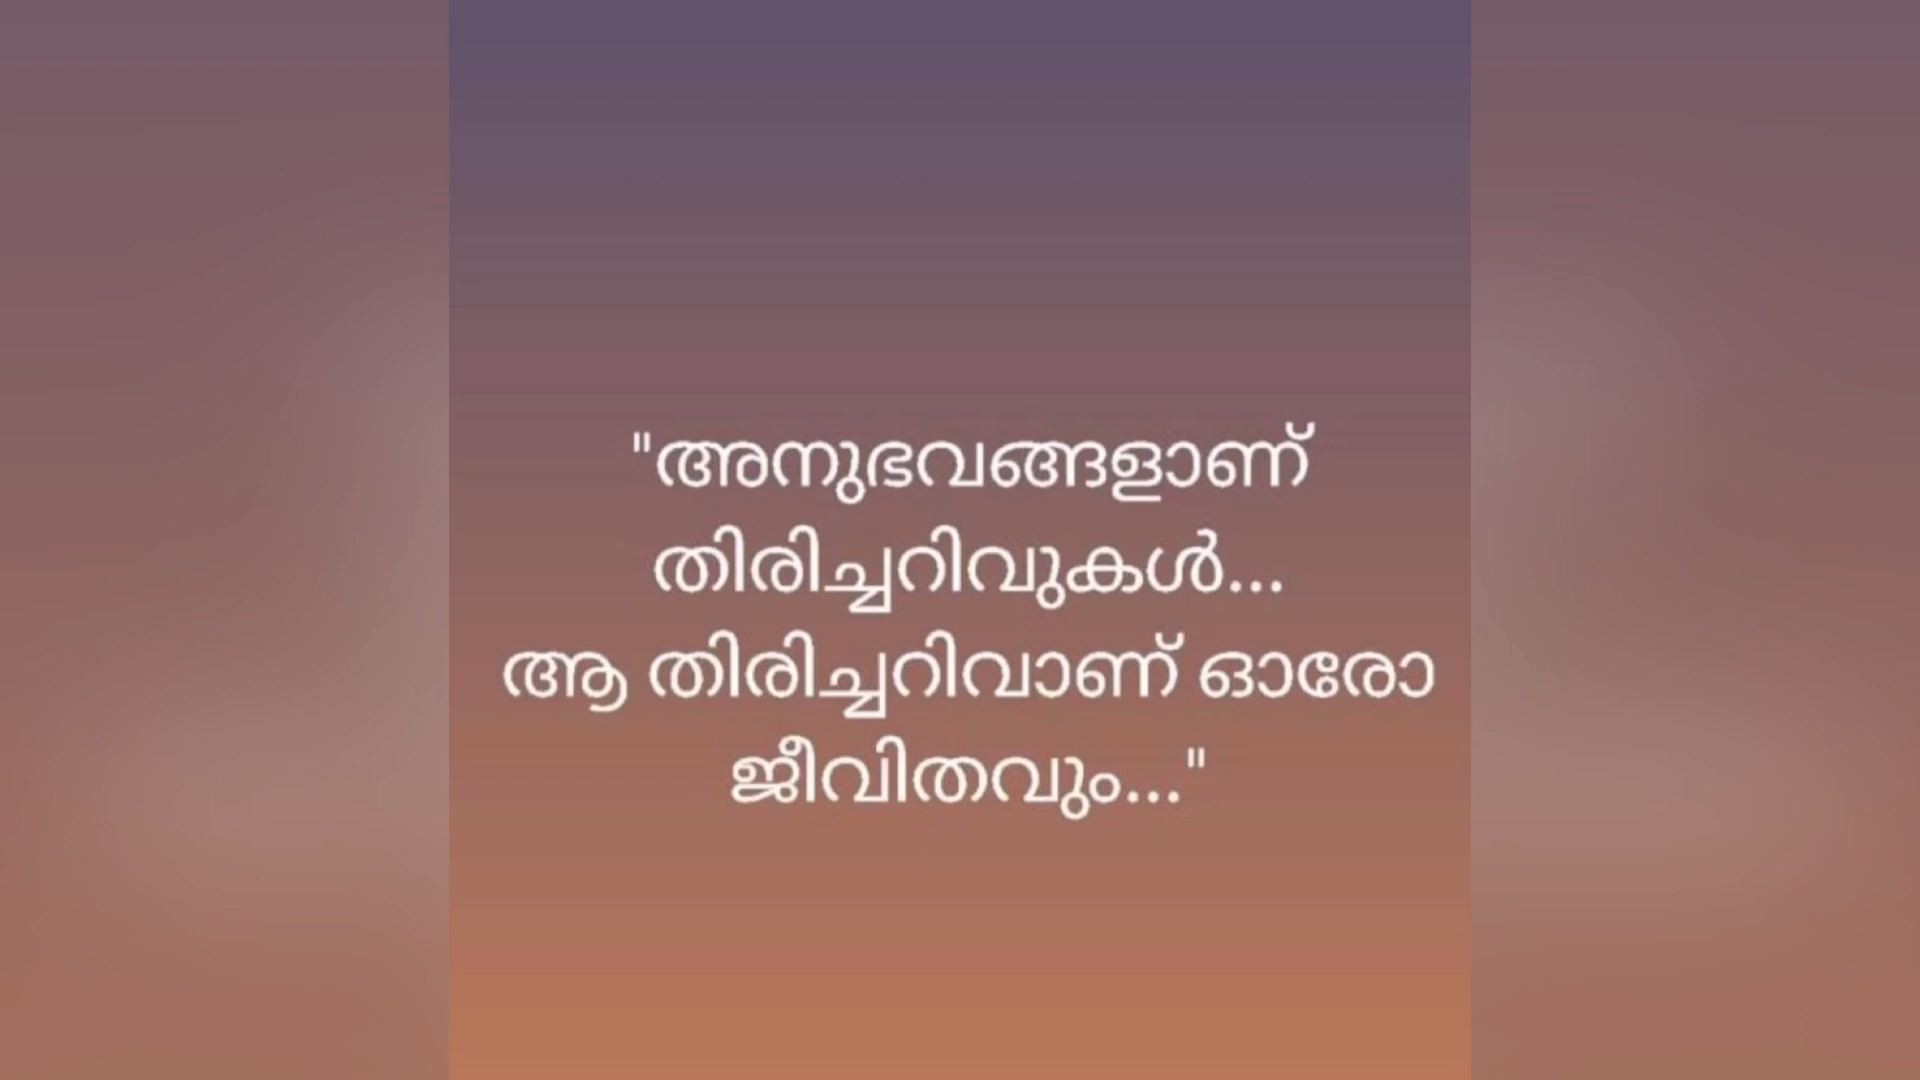 "അനുഭവങ്ങളാണ്
തിരിച്ചറിവുകൾ...
ആ തിരിച്ചറിവാണ് ഓരോ
ജീവിതവും..."